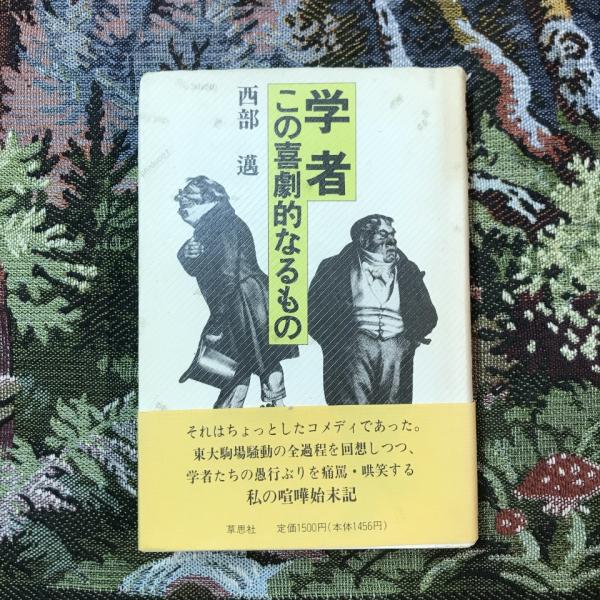 学者
この喜劇的なるもの
西部 邁
それはちょっとしたコメディであった。
東大駒場騒動の全過程を回想しつつ、
学者たちの愚行ぶりを痛罵・哄笑する
私の喧嘩始末記
草思社 定価1500円(本体1456円)